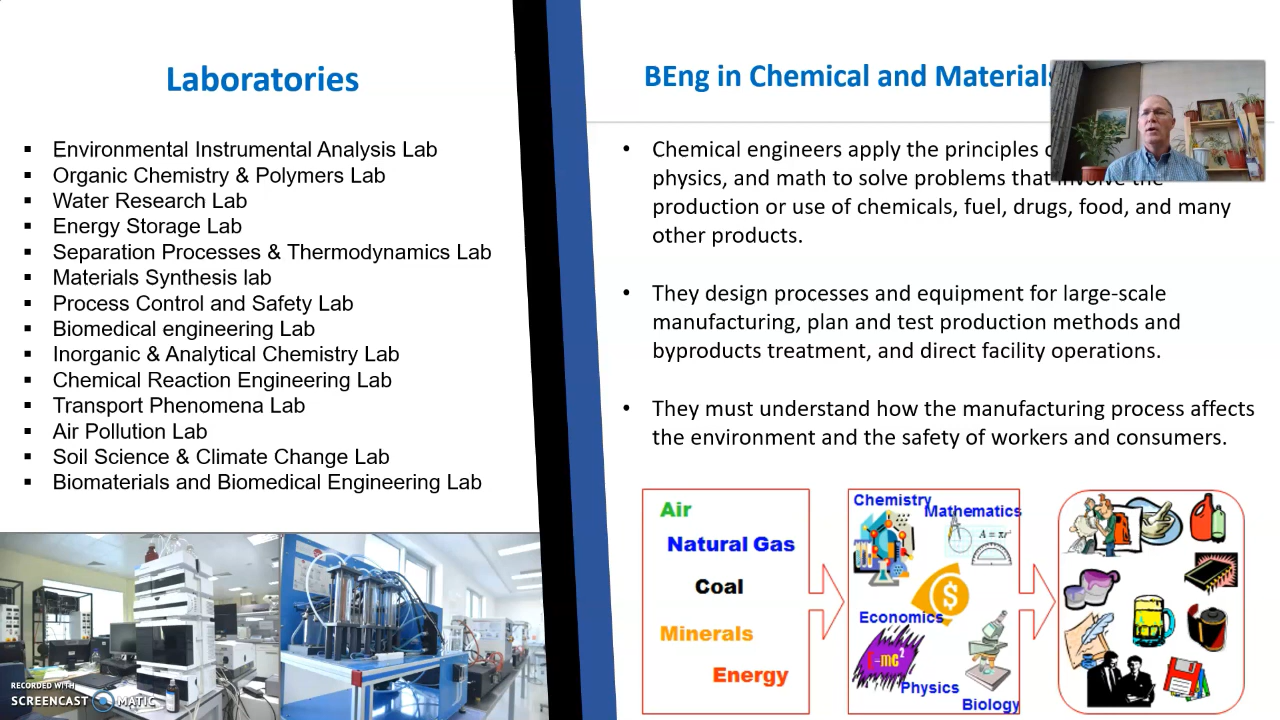 Laboratories
Environmental Instrumental Analysis Lab
Organic Chemistry & Polymers Lab
Water Research Lab
Energy Storage Lab
Separation Processes & Thermodynamics Lab
Materials Synthesis lab
Process Control and Safety Lab
Biomedical engineering Lab
Inorganic & Analytical Chemistry Lab
Chemical Reaction Engineering Lab
Transport Phenomena Lab
Air Pollution Lab
Soil Science & Climate Change Lab
Biomaterials and Biomedical Engineering Lab
RECORDED WITH
SCREENCAST MATIC
BEng in Chemical and Materials
Chemical engineers apply the principles
physics, and math to solve problems that involve the
production or use of chemicals, fuel, drugs, food, and many
other products.
They design processes and equipment for large-scale
manufacturing, plan and test production methods and
byproducts treatment, and direct facility operations.
They must understand how the manufacturing process affects
the environment and the safety of workers and consumers.
Air
Natural Gas
Coal
Minerals
Energy
Chemistry
Mathematics
A = πr²
$
Economics
E=mc²
Physics
Biology